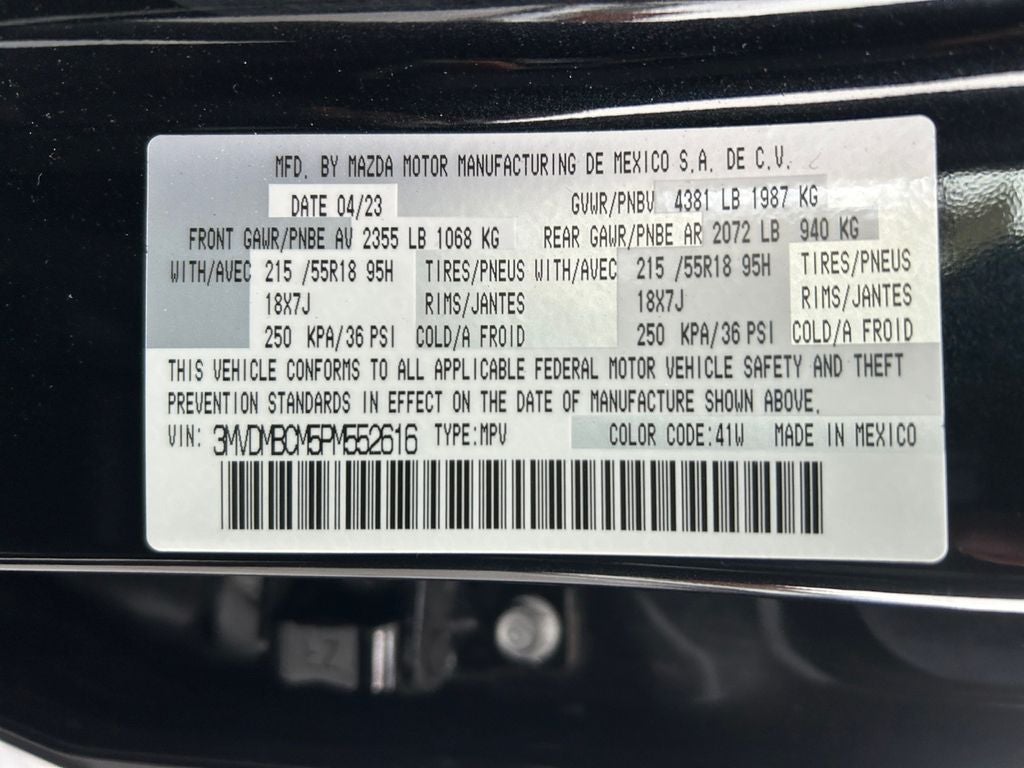 MFD. BY MAZDA MOTOR MANUFACTURING DE MEXICO S.A. DE C.V.
DATE 04/23 GVWR/PNBV 4381 LB 1987 KG
FRONT GAWR/PNBE AV 2355 LB 1068 KG REAR GAWR/PNBE AR 2072 LB 940 KG
WITH/AVEC 215 /55R18 95H TIRES/PNEUS WITH/AVEC 215 /55R18 95H TIRES/PNEUS
18X7J RIMS/JANTES 18X7J RIMS/JANTES
250 KPA/36 PSI COLD/A FROID 250 KPA/36 PSI COLD/A FROID
THIS VEHICLE CONFORMS TO ALL APPLICABLE FEDERAL MOTOR VEHICLE SAFETY AND THEFT
PREVENTION STANDARDS IN EFFECT ON THE DATE OF MANUFACTURE SHOWN ABOVE.
VIN: 3MVDMBCM5PM552616 TYPE:MPV COLOR CODE:41W MADE IN MEXICO